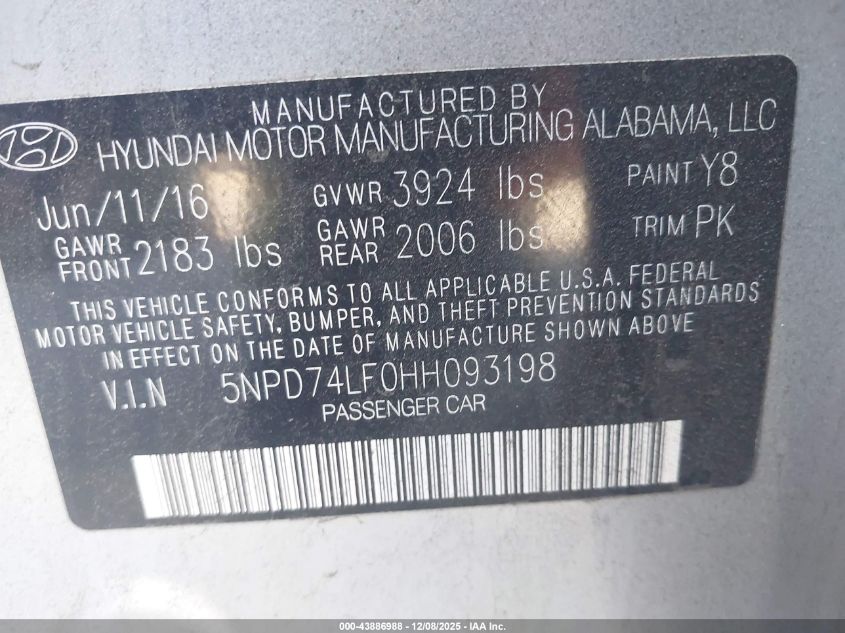 MANUFACTURED BY
HYUNDAI MOTOR MANUFACTURING ALABAMA, LLC
Jun/11/16 GVWR 3924 lbs PAINT Y8
GAWR FRONT 2183 lbs GAWR REAR 2006 lbs TRIM PK
THIS VEHICLE CONFORMS TO ALL APPLICABLE U.S.A. FEDERAL
MOTOR VEHICLE SAFETY, BUMPER, AND THEFT PREVENTION STANDARDS
IN EFFECT ON THE DATE OF MANUFACTURE SHOWN ABOVE
V.I.N 5NPD74LF0HH093198
PASSENGER CAR
000-43886988 - 12/08/2025 - IAA Inc.